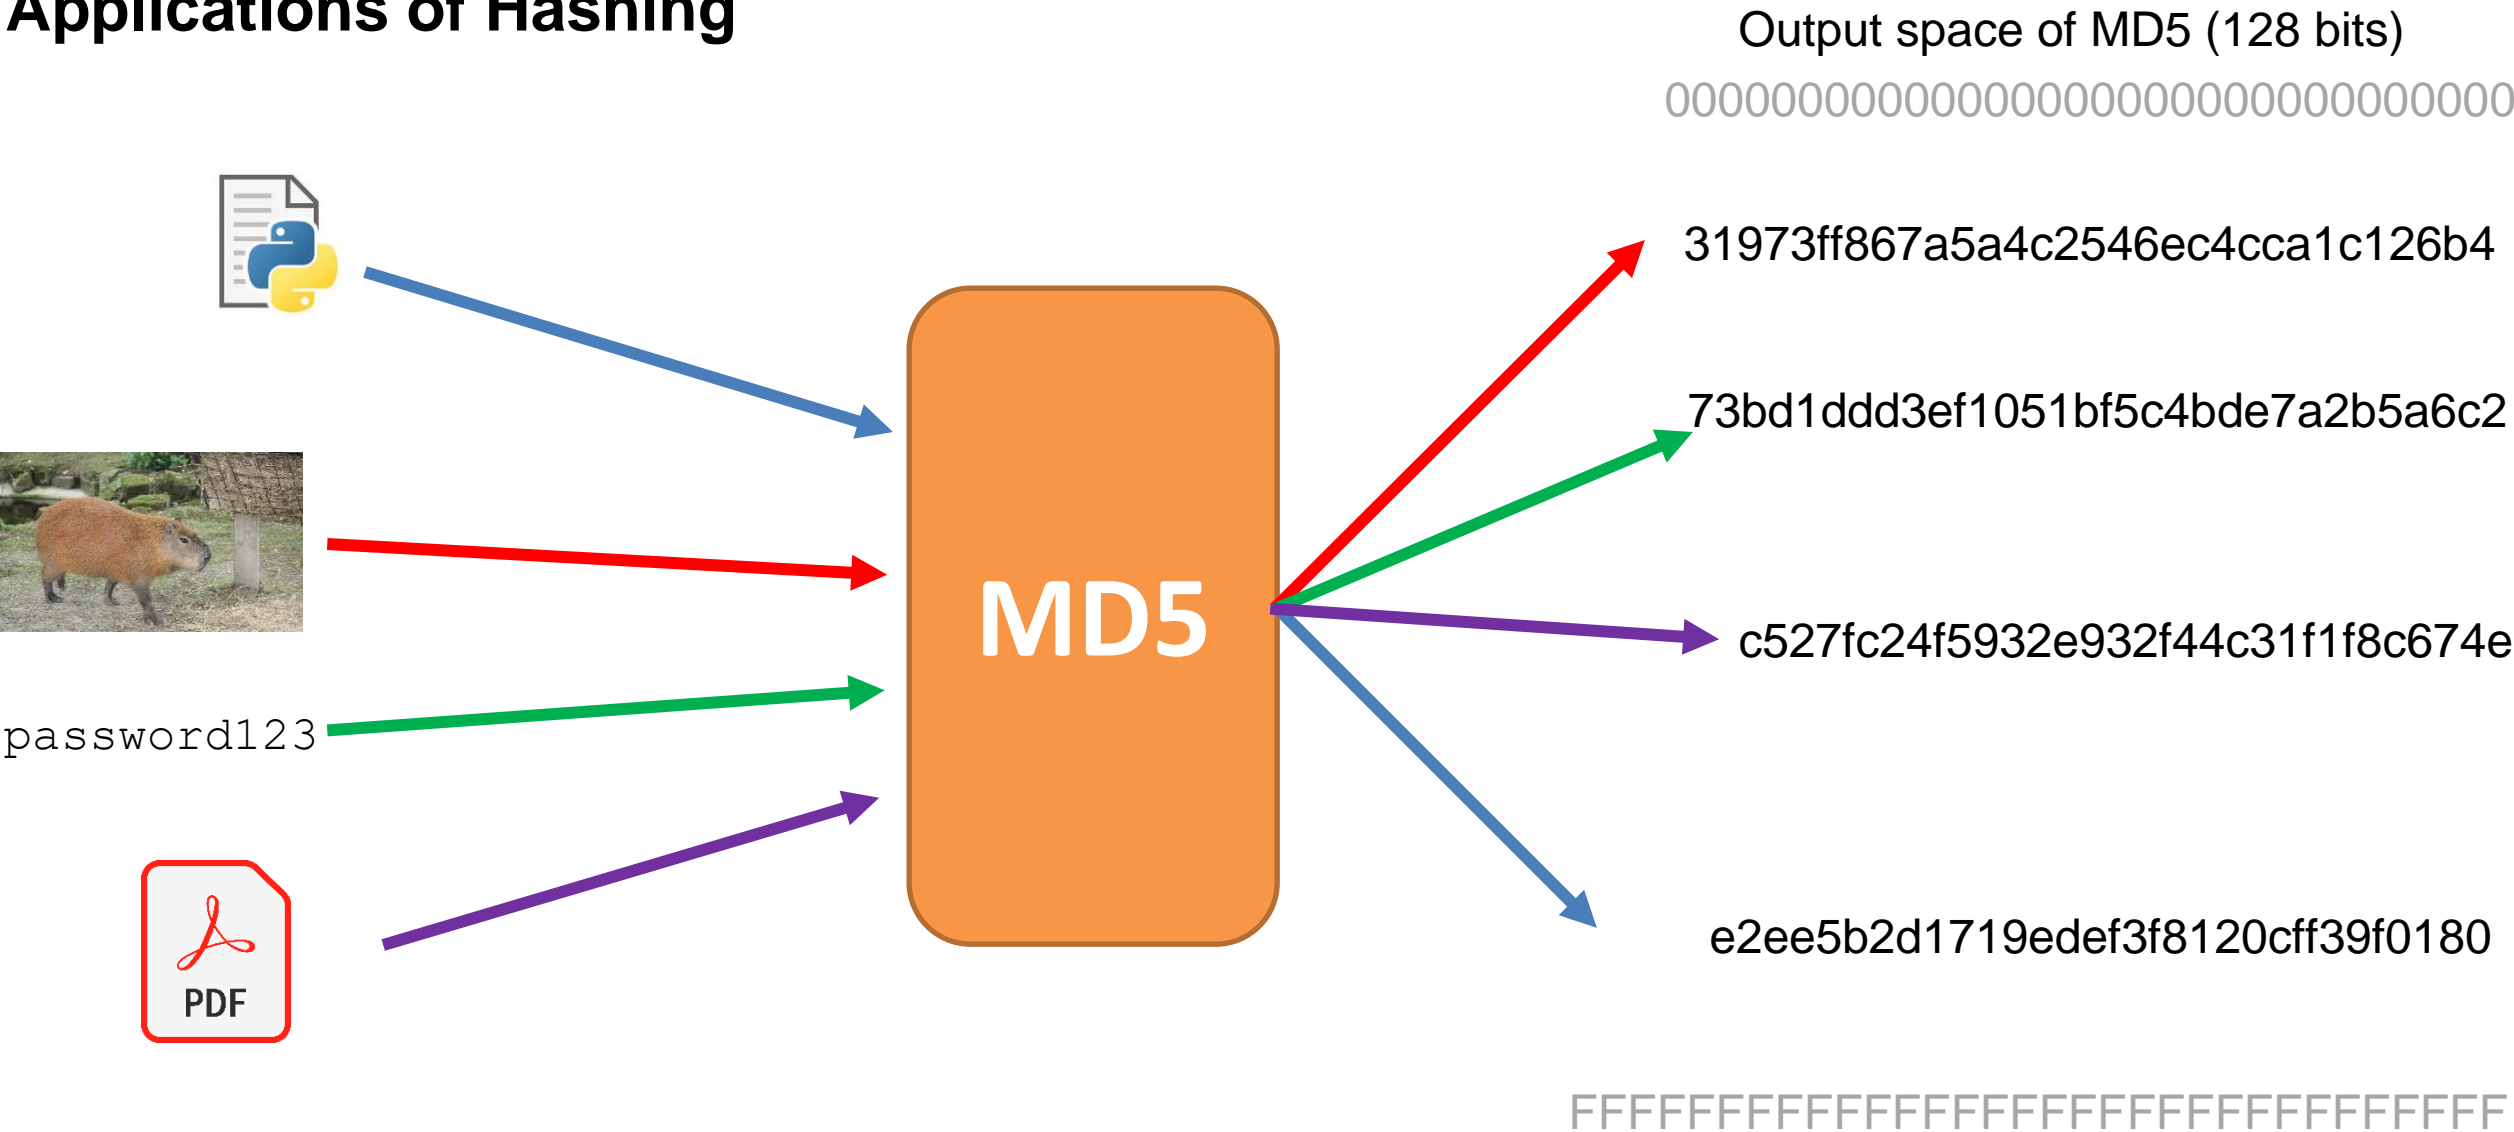 Applications of Hashing
Output space of MD5 (128 bits)
00000000000000000000000000000000
31973ff867a5a4c2546ec4cca1c126b4
73bd1ddd3ef1051bf5c4bde7a2b5a6c2
MD5
c527fc24f5932e932f44c31f1f8c674e
password123
e2ee5b2d1719edef3f8120cff39f0180
PDF
FFFFFFFFFFFFFFFFFFFFFFFFFFFFFFFF